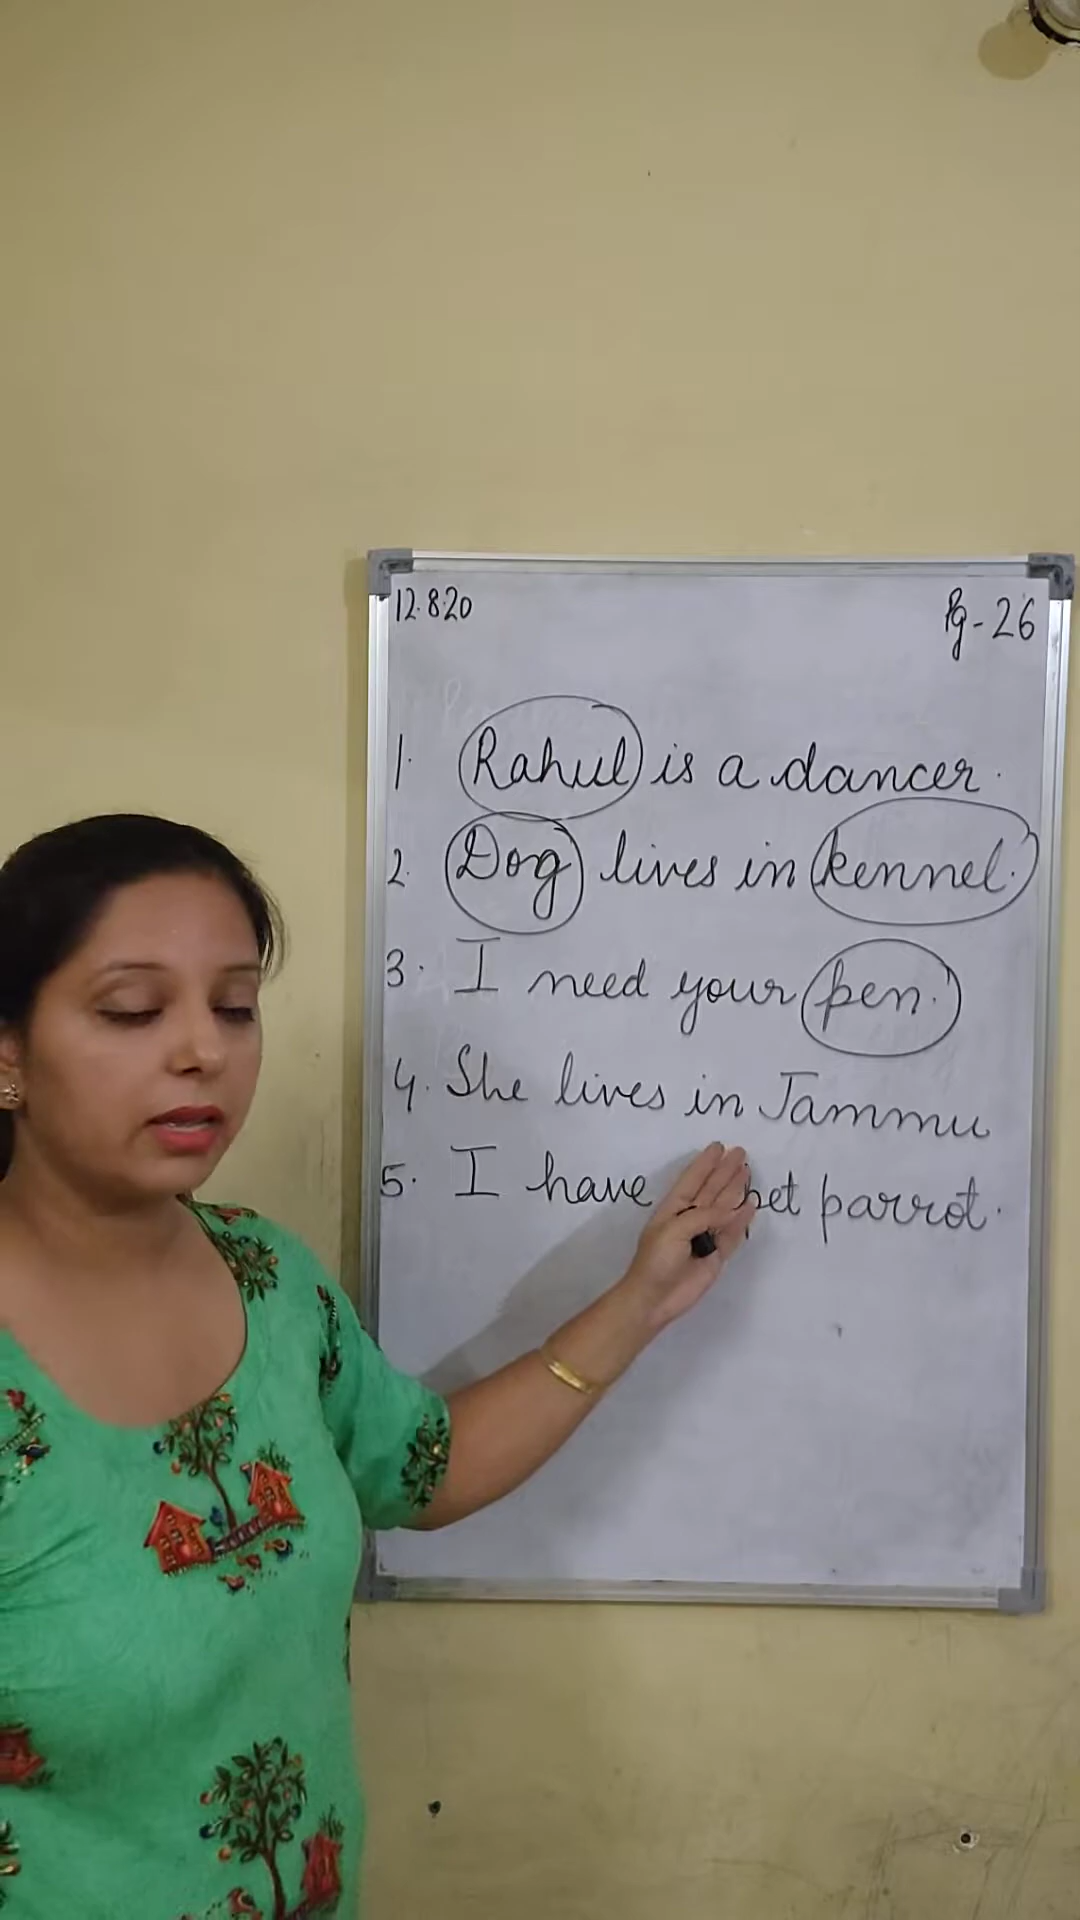 12.8.20
Pg-26
1. Rahul is a dancer.
2. Dog lives in kennel.
3. I need your pen.
4. She lives in Jammu
5. I have pet parrot.